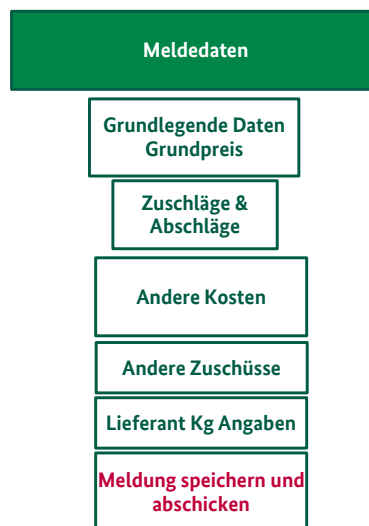 Meldedaten
Grundlegende Daten
Grundpreis
Zuschläge &
Abschläge
Andere Kosten
Andere Zuschüsse
Lieferant Kg Angaben
Meldung speichern und
abschicken